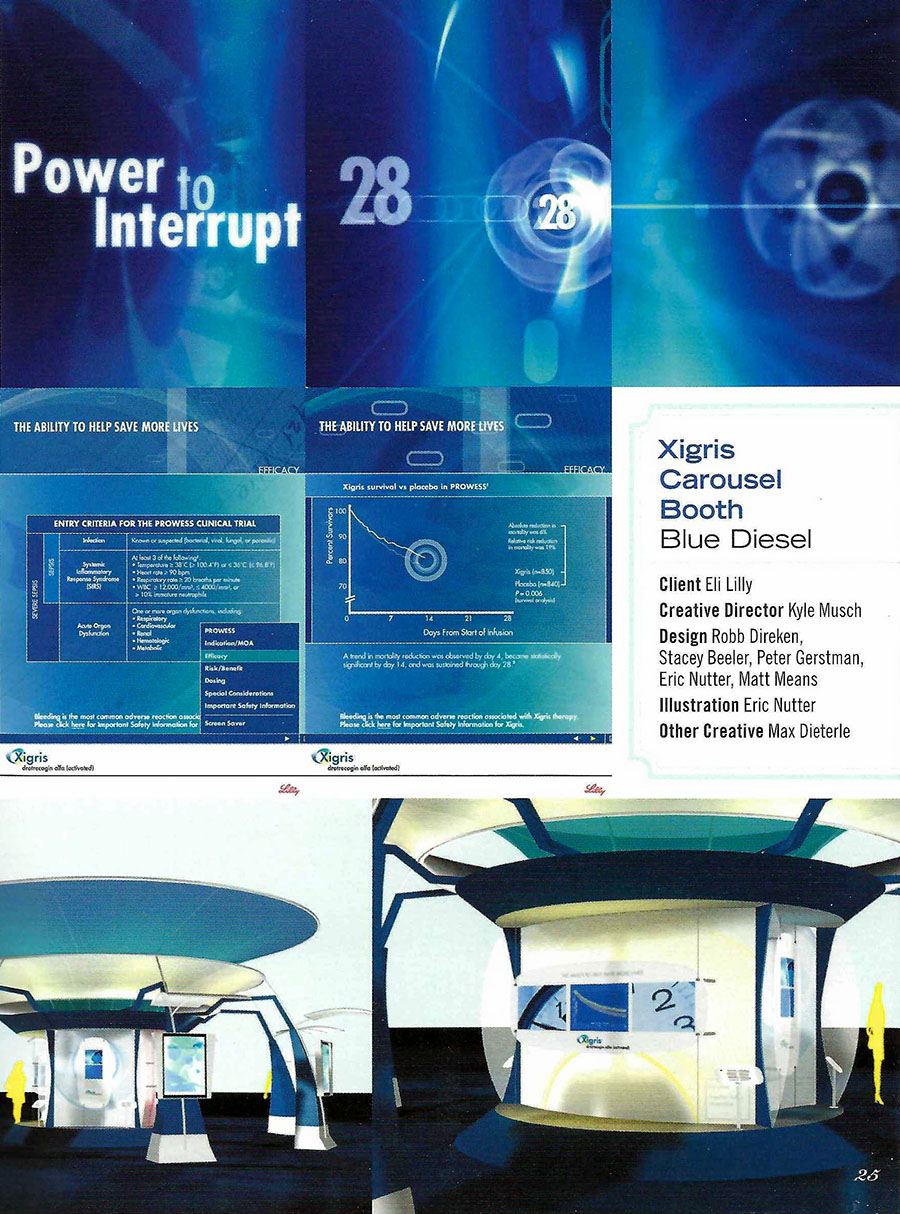 Power to
Interrupt
28
28
THE ABILITY TO HELP SAVE MORE LIVES
EFFICACY
ENTRY CRITERIA FOR THE PROWESS CLINICAL TRIAL
SEVERE SEPSIS
SEPSIS
Infection
Known or suspected (bacterial, viral, fungal, or parasitic)
Systemic
Inflammatory
Response Syndrome
(SIRS)
At least 3 of the following:
• Temperature ≥ 38°C (≥ 100.4°F) or ≤ 36°C (≤ 96.8°F)
• Heart rate ≥ 90 bpm
• Respiratory rate ≥ 20 breaths per minute
• WBC ≥ 12,000/mm³, ≤ 4000/mm³, or
> 10% immature neutrophils
Acute Organ
Dysfunction
One or more organ dysfunctions, including:
• Respiratory
• Cardiovascular
• Renal
• Hematologic
• Metabolic
PROWESS
Indication/MOA
Efficacy
Risk/Benefit
Dosing
Special Considerations
Important Safety Information
Screen Saver
Bleeding is the most common adverse reaction associ
Please click here for Important Safety Information for
Xigris
drotrecogin alfa (activated)
Lilly
THE ABILITY TO HELP SAVE MORE LIVES
EFFICACY
Xigris survival vs placebo in PROWESS¹
Percent Survivors
100
90
80
70
0
0 7 14 21 28
Days From Start of Infusion
Absolute reduction in
mortality was 6%
Relative risk reduction
in mortality was 19%
Xigris (n=850)
Placebo (n=840)
P = 0.006
(survival analysis)
A trend in mortality reduction was observed by day 4, became statistically
significant by day 14, and was sustained through day 28.
Bleeding is the most common adverse reaction associated with Xigris therapy.
Please click here for Important Safety Information for Xigris.
Xigris
drotrecogin alfa (activated)
Lilly
Xigris
Carousel
Booth
Blue Diesel
Client Eli Lilly
Creative Director Kyle Musch
Design Robb Direken,
Stacey Beeler, Peter Gerstman,
Eric Nutter, Matt Means
Illustration Eric Nutter
Other Creative Max Dieterle
THE ABILITY TO HELP SAVE MORE LIVES
1
2
3
Xigris
drotrecogin alfa (activated)
25